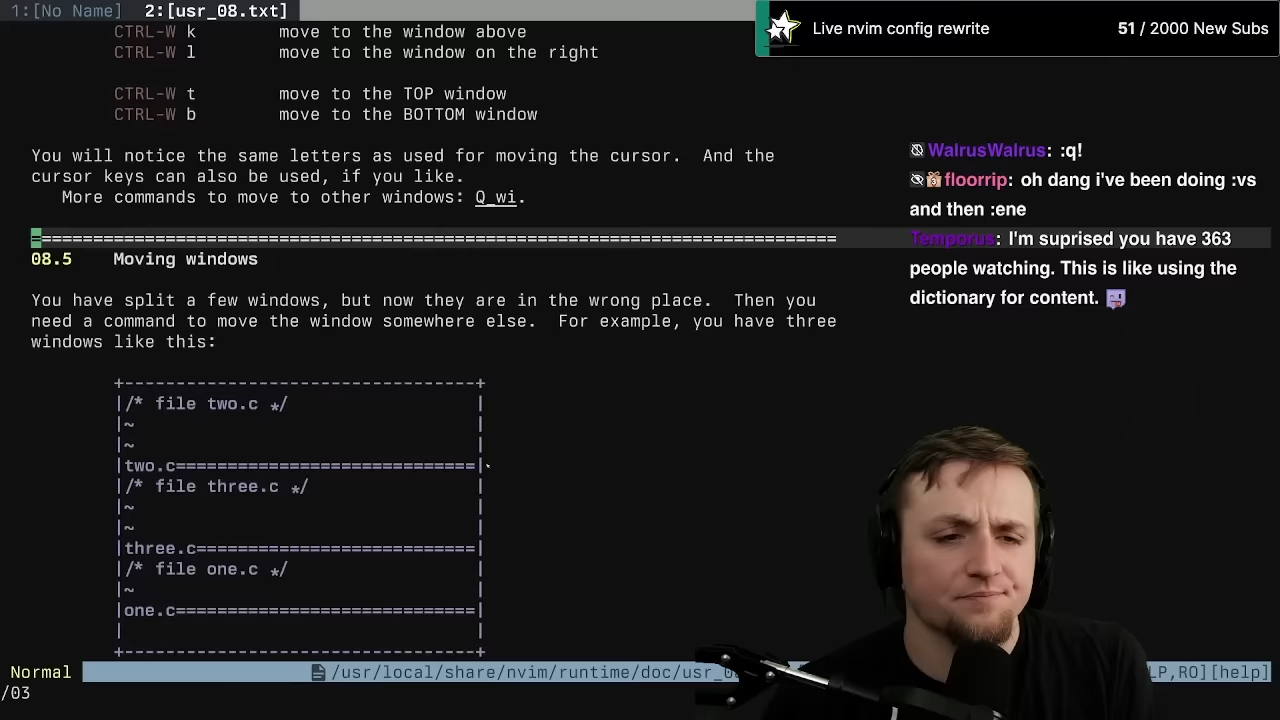 1:[No Name]  2:[usr_08.txt]
CTRL-W k          move to the window above
CTRL-W l          move to the window on the right
CTRL-W t          move to the TOP window
CTRL-W b          move to the BOTTOM window
You will notice the same letters as used for moving the cursor.  And the
cursor keys can also be used, if you like.
   More commands to move to other windows: Q_wi.
==============================================================================
08.5    Moving windows
You have split a few windows, but now they are in the wrong place.  Then you
need a command to move the window somewhere else.  For example, you have three
windows like this:
+----------------------------------+
|/* file two.c */                  |
|~                                 |
|~                                 |
|two.c=============================|
|/* file three.c */                |
|~                                 |
|~                                 |
|three.c===========================|
|/* file one.c */                  |
|~                                 |
|one.c=============================|
|                                  |
+----------------------------------+
Normal /usr/local/share/nvim/runtime/doc/usr_0 LP,RO][help]
/03
Live nvim config rewrite 51 / 2000 New Subs
WalrusWalrus: :q!
floorrip: oh dang i've been doing :vs
and then :ene
Temporus: I'm suprised you have 363
people watching. This is like using the
dictionary for content.